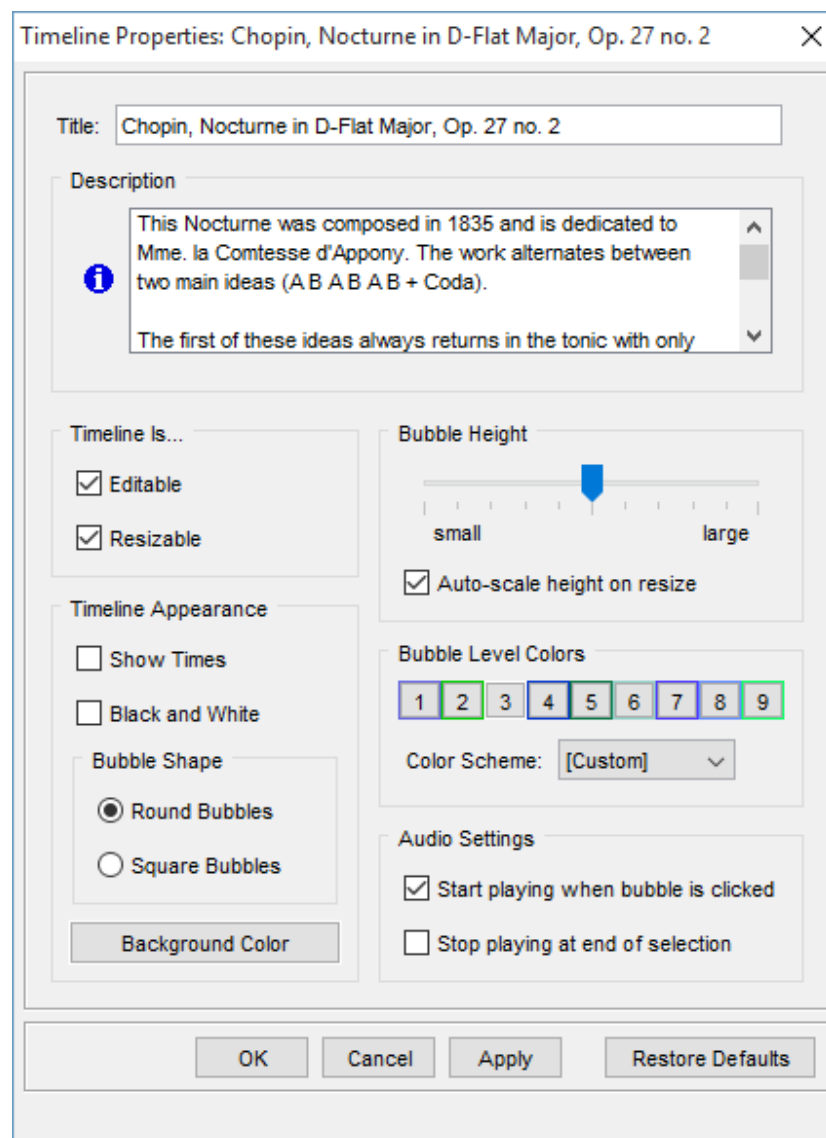 Timeline Properties: Chopin, Nocturne in D-Flat Major, Op. 27 no. 2
Title: Chopin, Nocturne in D-Flat Major, Op. 27 no. 2
Description
This Nocturne was composed in 1835 and is dedicated to
Mme. la Comtesse d'Appony. The work alternates between
two main ideas (A B A B A B + Coda).
The first of these ideas always returns in the tonic with only
Timeline Is...
Editable
Resizable
Timeline Appearance
Show Times
Black and White
Bubble Shape
Round Bubbles
Square Bubbles
Background Color
Bubble Height
small large
Auto-scale height on resize
Bubble Level Colors
1 2 3 4 5 6 7 8 9
Color Scheme: [Custom]
Audio Settings
Start playing when bubble is clicked
Stop playing at end of selection
OK Cancel Apply Restore Defaults